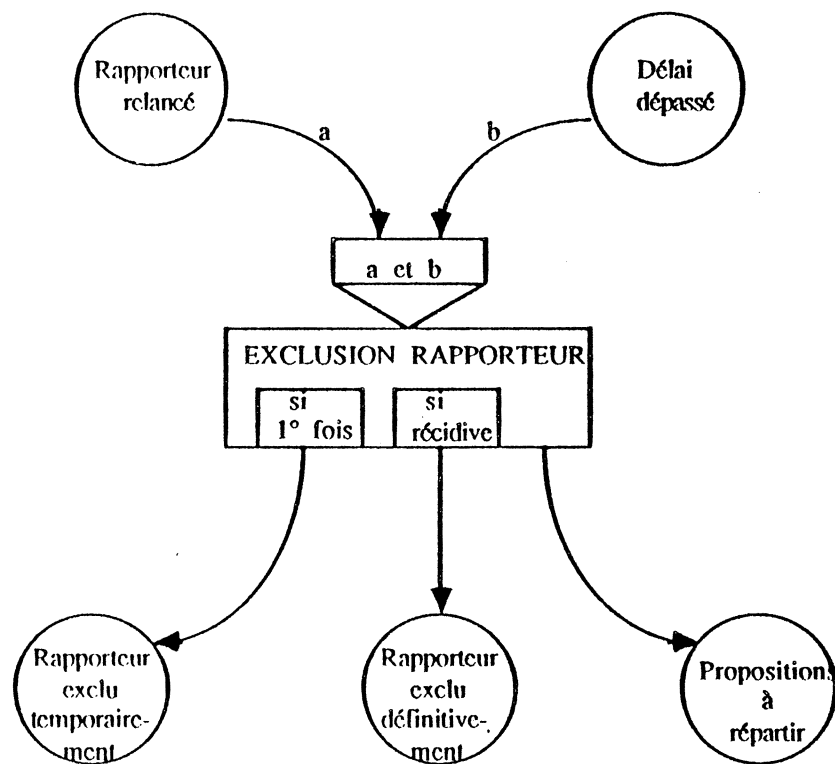 Rapporteur
relancé
Délai
dépassé
a
b
a et b
EXCLUSION RAPPORTEUR
si
1° fois
si
récidive
Rapporteur
exclu
temporaire-
ment
Rapporteur
exclu
définitive-
ment
Propositions
à
répartir